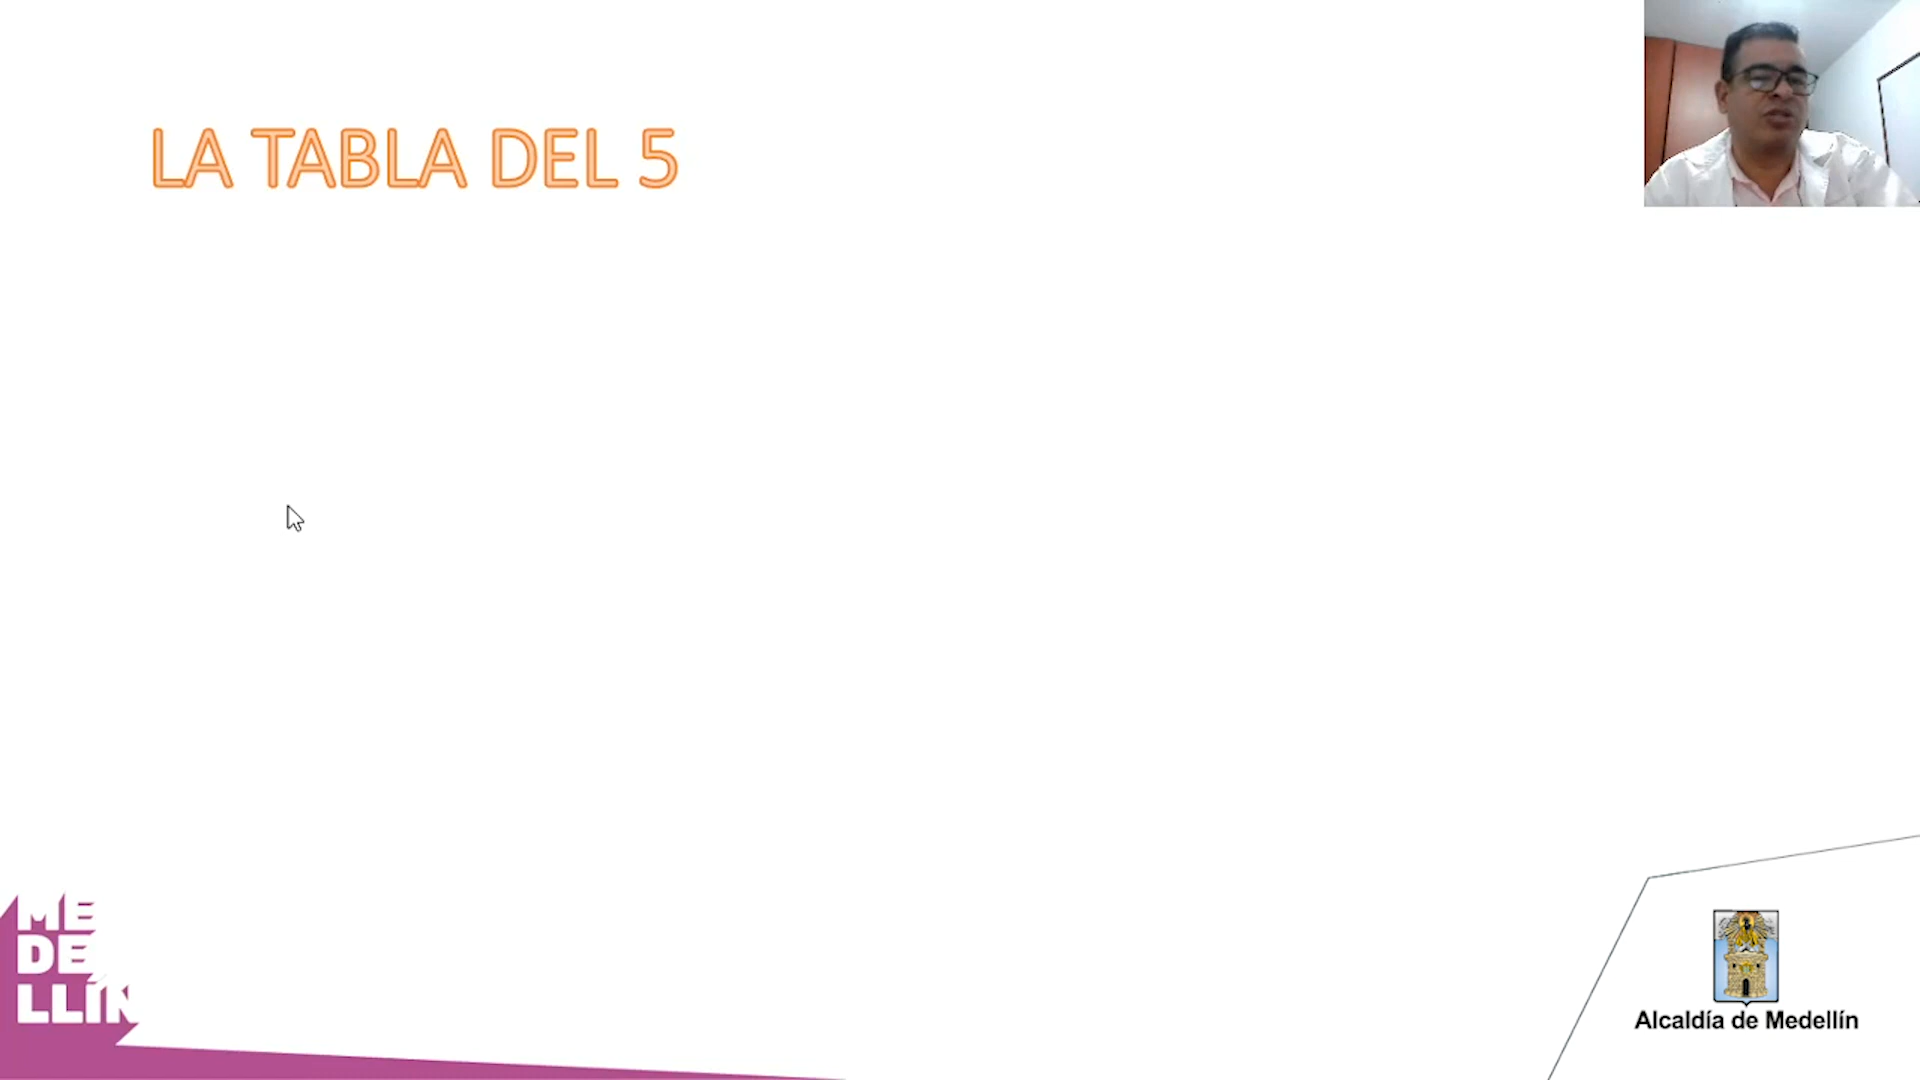 LA TABLA DEL 5
ME
DE
LLÍN
Alcaldía de Medellín